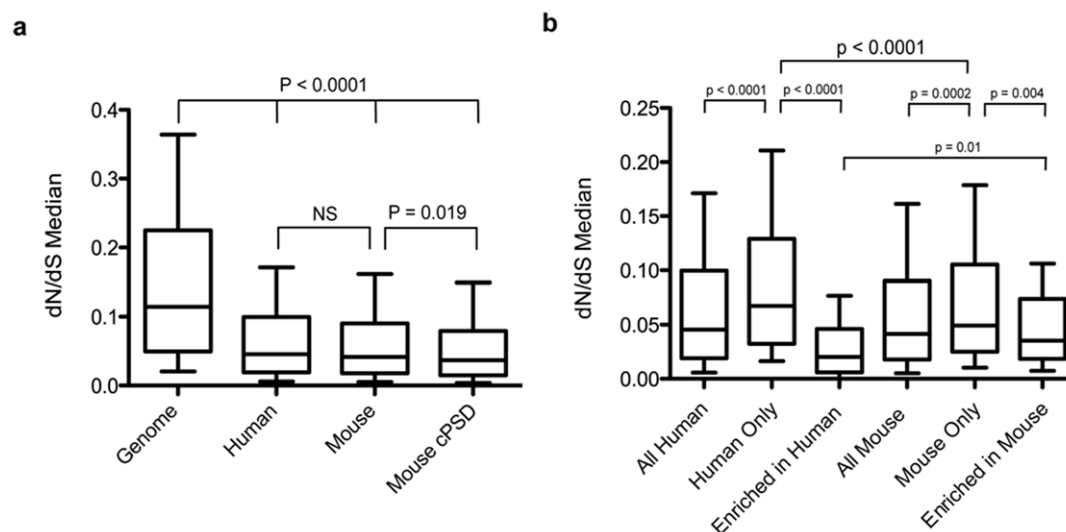 a
P < 0.0001
NS
P = 0.019
dN/dS Median
0.4
0.3
0.2
0.1
0.0
Genome
Human
Mouse
Mouse cPSD
b
p < 0.0001
p < 0.0001
p < 0.0001
p = 0.0002
p = 0.004
p = 0.01
dN/dS Median
0.25
0.20
0.15
0.10
0.05
0.00
All Human
Human Only
Enriched in Human
All Mouse
Mouse Only
Enriched in Mouse